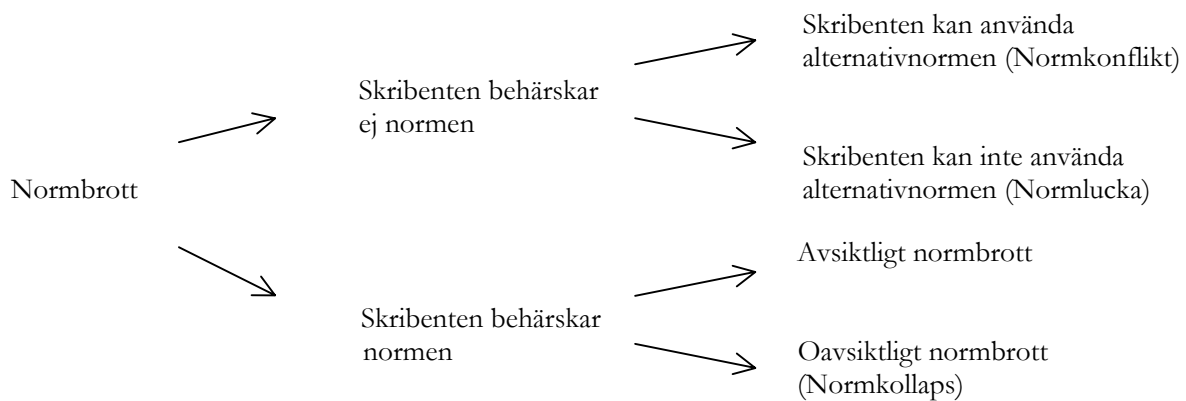 Normbrott
Skribenten behärskar
ej normen
Skribenten kan använda
alternativnormen (Normkonflikt)
Skribenten kan inte använda
alternativnormen (Normlucka)
Skribenten behärskar
normen
Avsiktligt normbrott
Oavsiktligt normbrott
(Normkollaps)